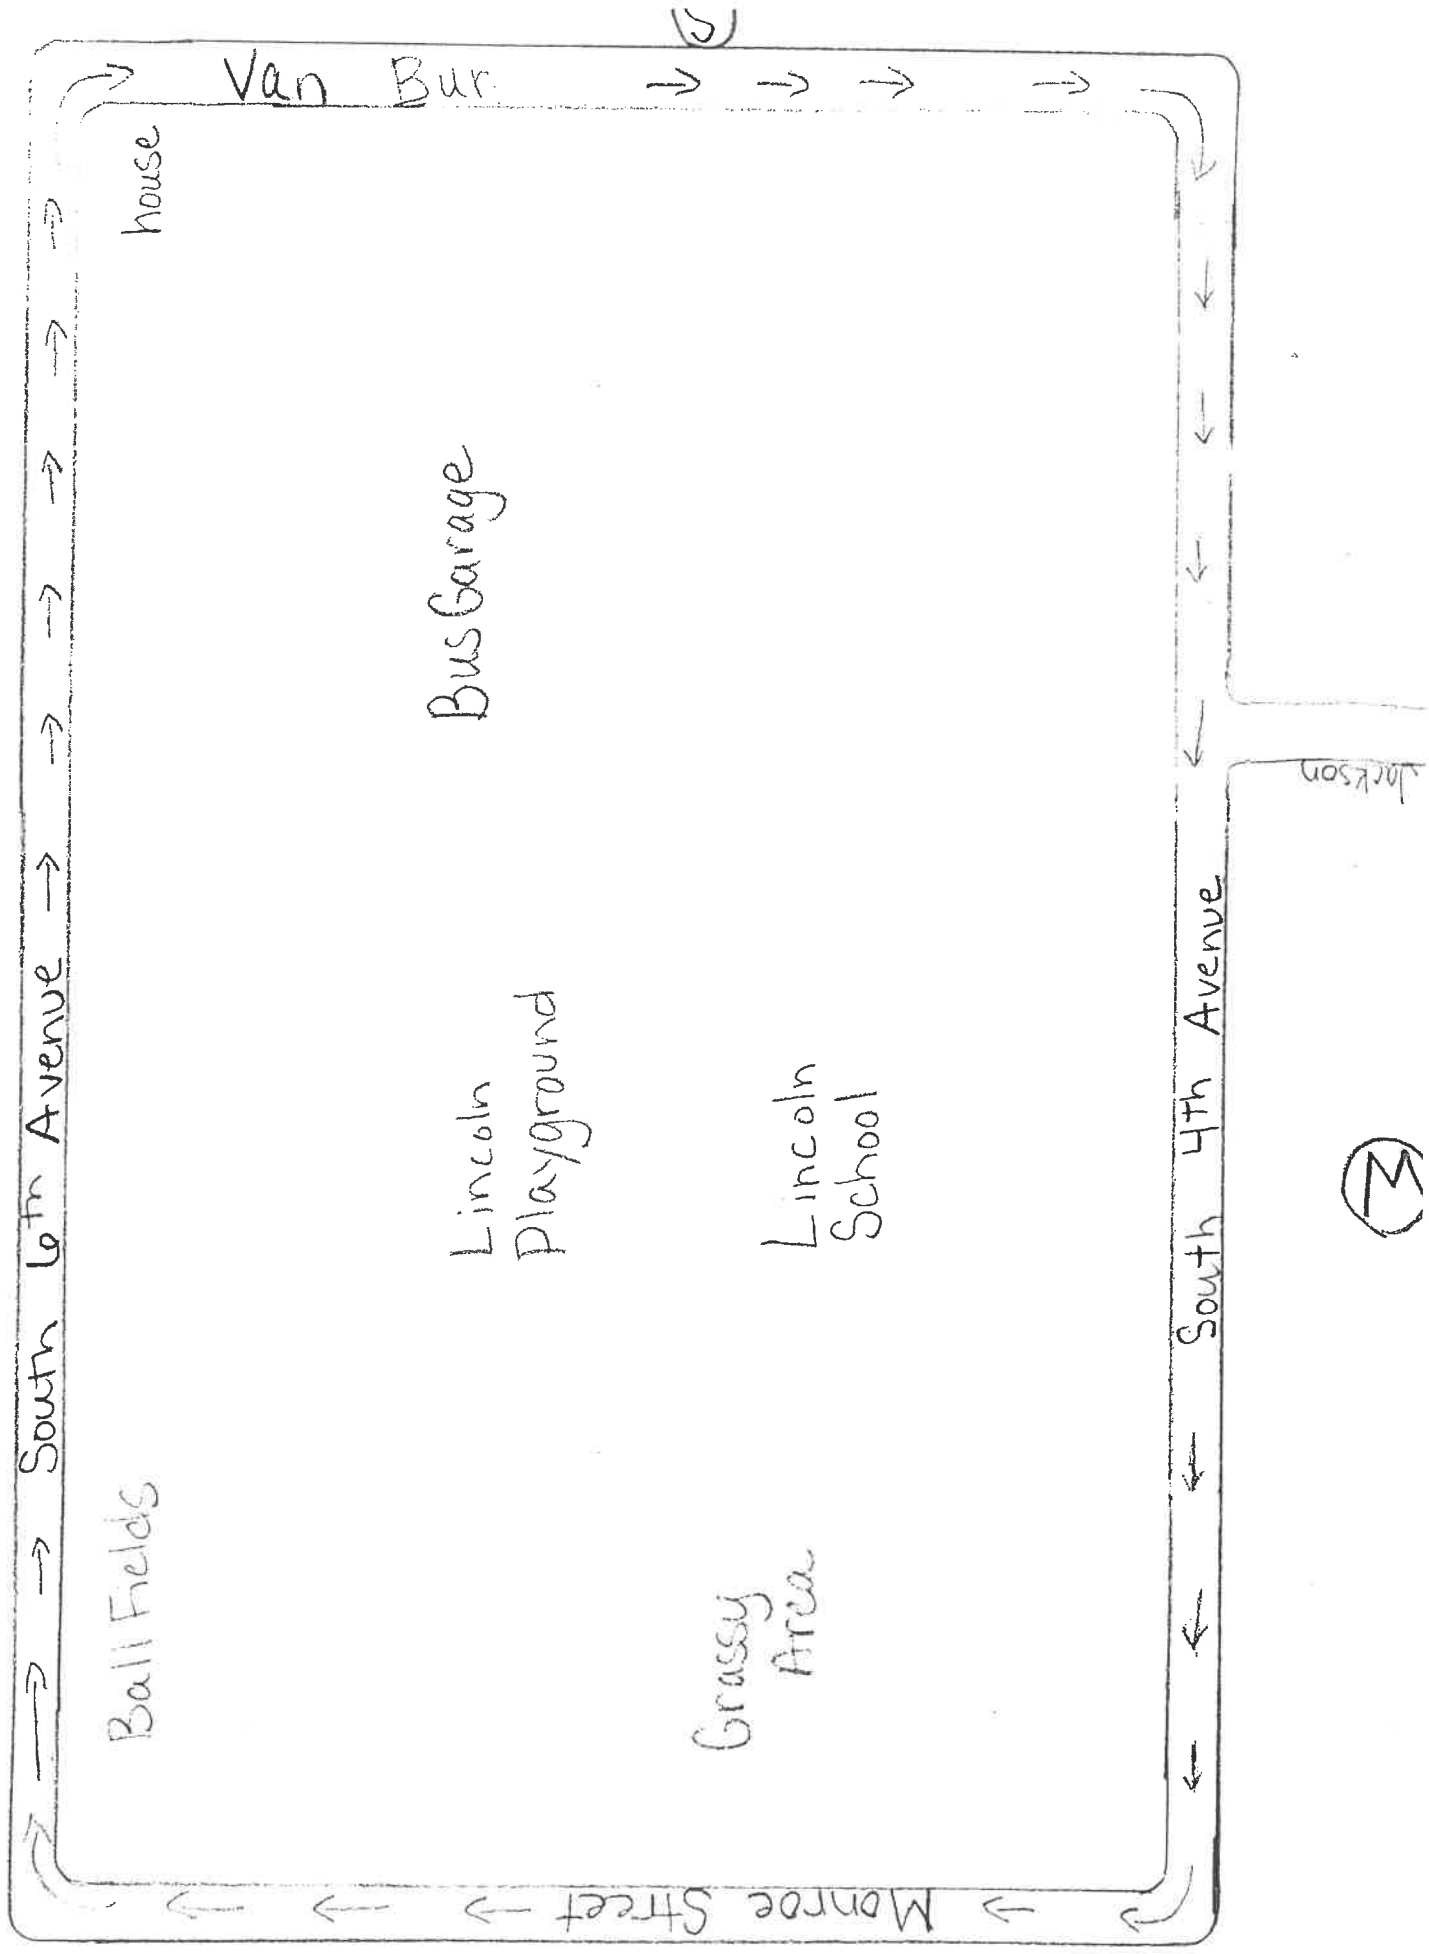 Van Bur
house
South 6th Avenue
Bus Garage
Jackson
Lincoln
Playground
Lincoln
School
South 4th Avenue
Ball Fields
Grassy
Area
Monroe Street